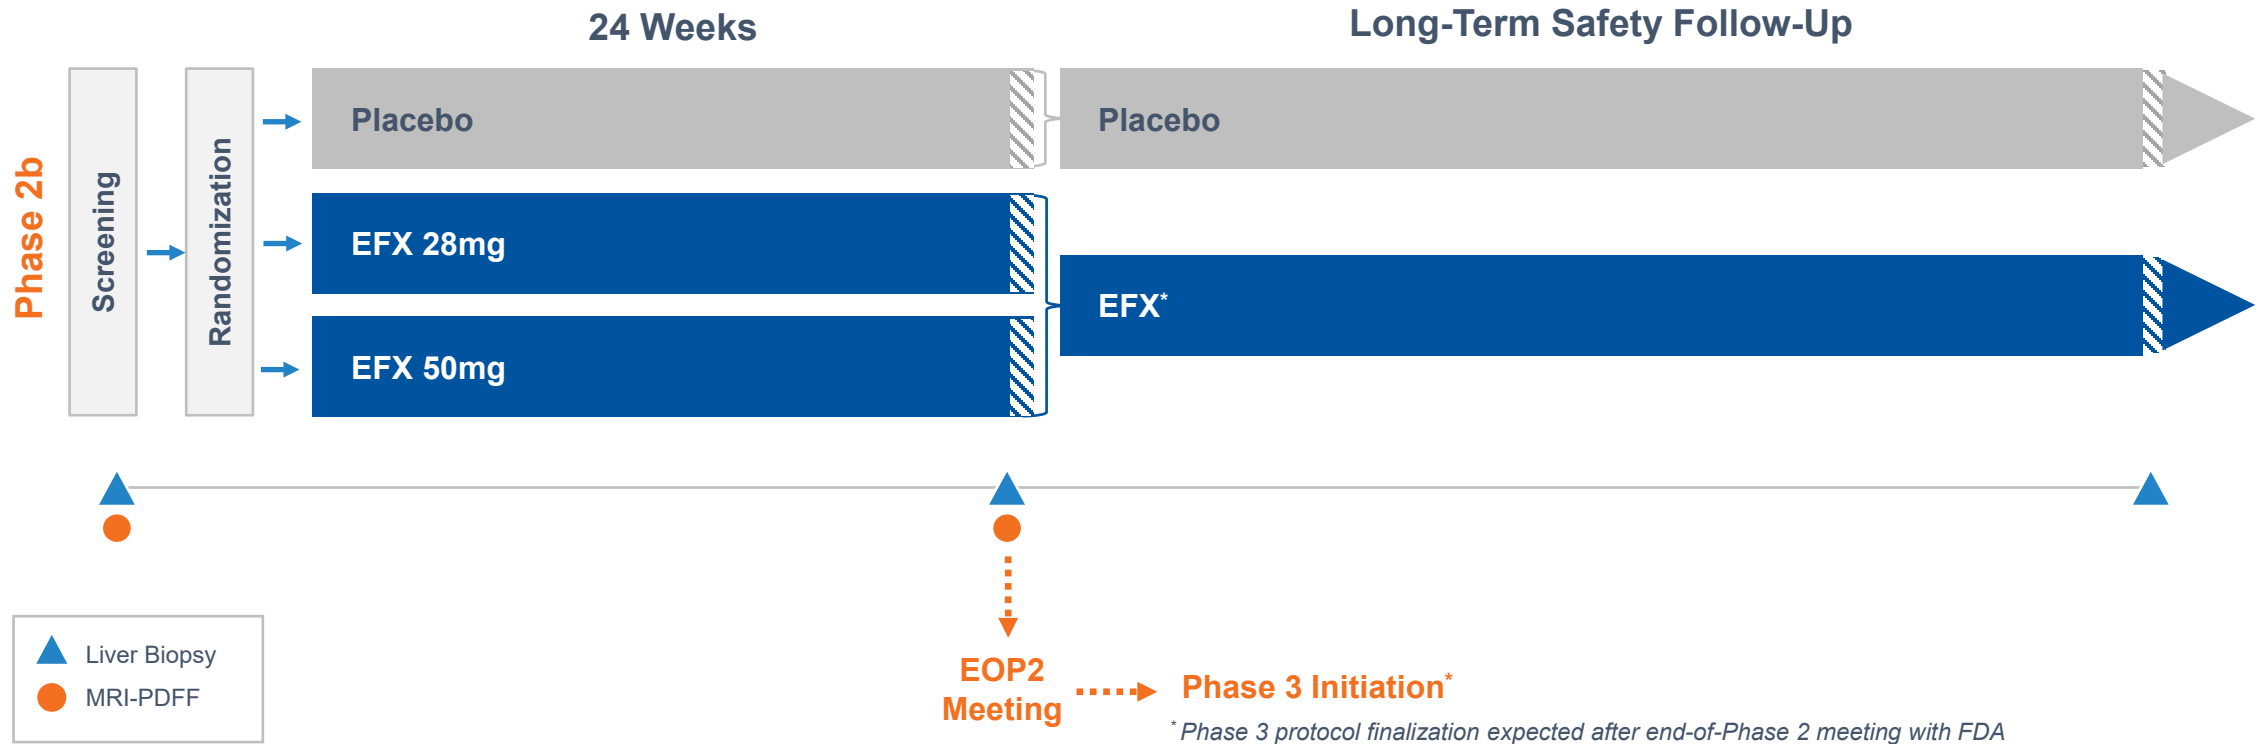 24 Weeks
Long-Term Safety Follow-Up
Phase 2b
Screening
Randomization
Placebo
Placebo
EFX 28mg
EFX*
EFX 50mg
Liver Biopsy
MRI-PDFF
EOP2
Meeting
Phase 3 Initiation*
* Phase 3 protocol finalization expected after end-of-Phase 2 meeting with FDA